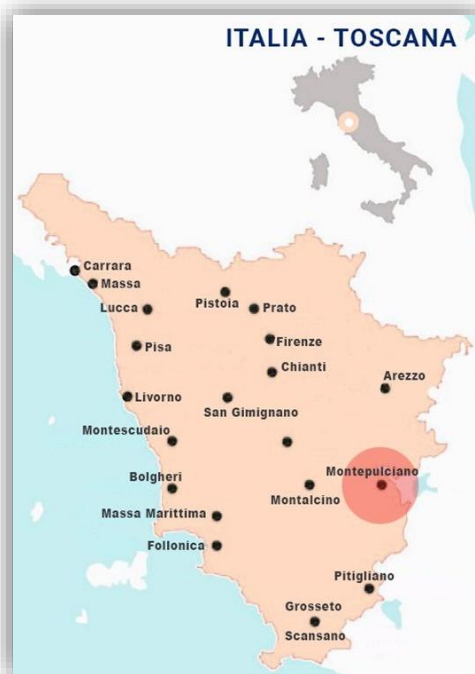 ITALIA - TOSCANA
Carrara
Massa
Lucca
Pistoia
Prato
Firenze
Pisa
Chianti
Arezzo
Livorno
San Gimignano
Montescudaio
Montepulciano
Bolgheri
Montalcino
Massa Marittima
Follonica
Pitigliano
Grosseto
Scansano